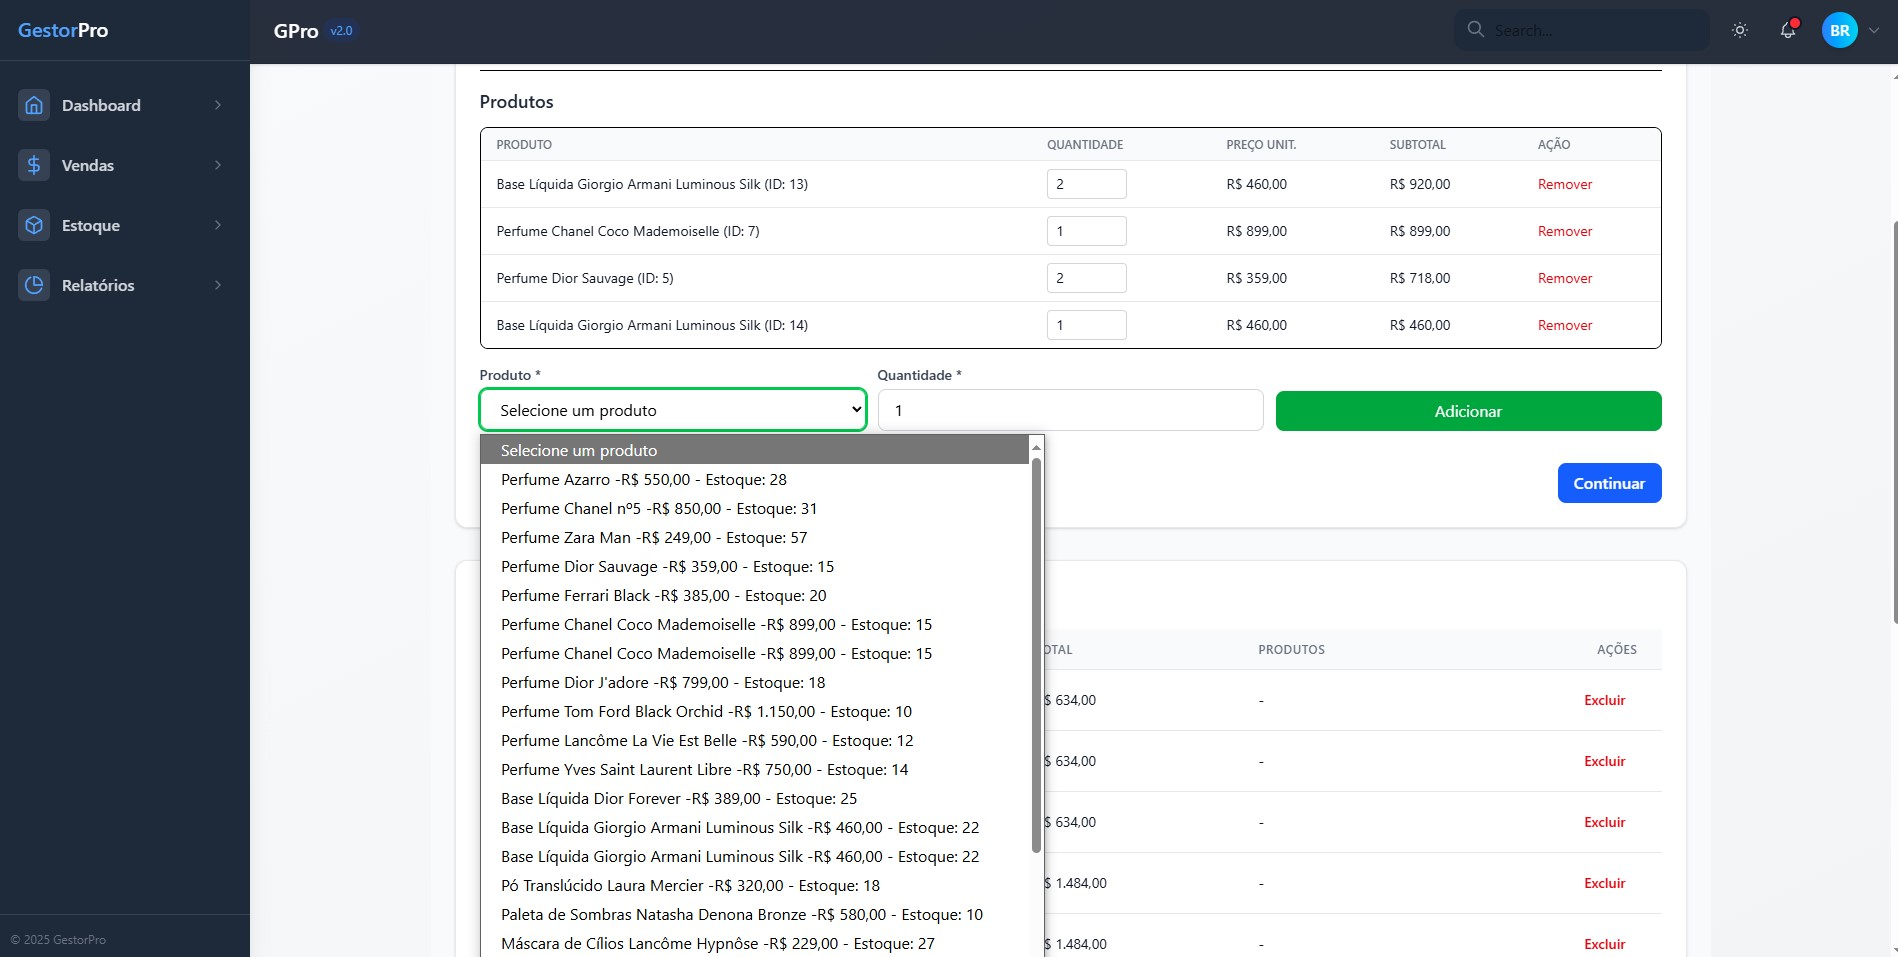 GestorPro
GPro v2.0
Search...
BR
Dashboard
Vendas
Estoque
Relatórios
© 2025 GestorPro
Produtos
PRODUTO QUANTIDADE PREÇO UNIT. SUBTOTAL AÇÃO
Base Líquida Giorgio Armani Luminous Silk (ID: 13) 2 R$ 460,00 R$ 920,00 Remover
Perfume Chanel Coco Mademoiselle (ID: 7) 1 R$ 899,00 R$ 899,00 Remover
Perfume Dior Sauvage (ID: 5) 2 R$ 359,00 R$ 718,00 Remover
Base Líquida Giorgio Armani Luminous Silk (ID: 14) 1 R$ 460,00 R$ 460,00 Remover
Produto * Quantidade *
Selecione um produto 1 Adicionar
Selecione um produto
Perfume Azarro -R$ 550,00 - Estoque: 28
Perfume Chanel nº5 -R$ 850,00 - Estoque: 31
Perfume Zara Man -R$ 249,00 - Estoque: 57
Perfume Dior Sauvage -R$ 359,00 - Estoque: 15
Perfume Ferrari Black -R$ 385,00 - Estoque: 20
Perfume Chanel Coco Mademoiselle -R$ 899,00 - Estoque: 15
Perfume Chanel Coco Mademoiselle -R$ 899,00 - Estoque: 15
Perfume Dior J'adore -R$ 799,00 - Estoque: 18
Perfume Tom Ford Black Orchid -R$ 1.150,00 - Estoque: 10
Perfume Lancôme La Vie Est Belle -R$ 590,00 - Estoque: 12
Perfume Yves Saint Laurent Libre -R$ 750,00 - Estoque: 14
Base Líquida Dior Forever -R$ 389,00 - Estoque: 25
Base Líquida Giorgio Armani Luminous Silk -R$ 460,00 - Estoque: 22
Base Líquida Giorgio Armani Luminous Silk -R$ 460,00 - Estoque: 22
Pó Translúcido Laura Mercier -R$ 320,00 - Estoque: 18
Paleta de Sombras Natasha Denona Bronze -R$ 580,00 - Estoque: 10
Máscara de Cílios Lancôme Hypnôse -R$ 229,00 - Estoque: 27
Continuar
OTAL PRODUTOS AÇÕES
$ 634,00 - Excluir
$ 634,00 - Excluir
$ 634,00 - Excluir
$ 1.484,00 - Excluir
$ 1.484,00 - Excluir